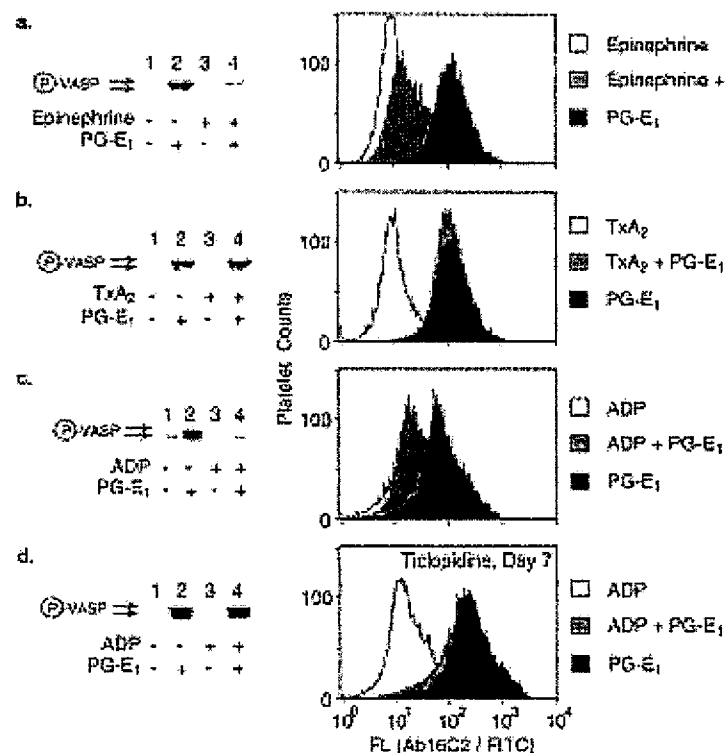 a.
1 2 3 4
P-VASP
Epinephrine - - + +
PG-E1 - + - +
100
0
Epinephrine
Epinephrine +
PG-E1
b.
1 2 3 4
P-VASP
TxA2 - - + +
PG-E1 - + - +
100
0
TxA2
TxA2 + PG-E1
PG-E1
Platelet Counts
c.
1 2 3 4
P-VASP
ADP - - + +
PG-E1 - + - +
100
0
ADP
ADP + PG-E1
PG-E1
d.
1 2 3 4
P-VASP
ADP - - + +
PG-E1 - + - +
Ticlopidine, Day 7
100
0
ADP
ADP + PG-E1
PG-E1
10^0 10^1 10^2 10^3 10^4
FL (Ab16C2 / FITC)